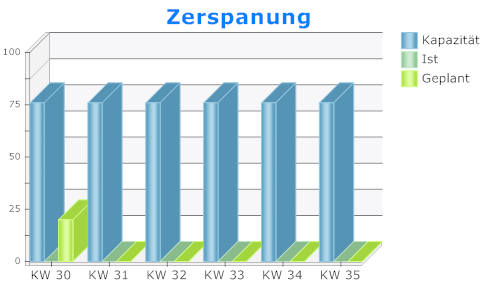 Zerspanung
Kapazität
Ist
Geplant
100
75
50
25
0
KW 30 KW 31 KW 32 KW 33 KW 34 KW 35